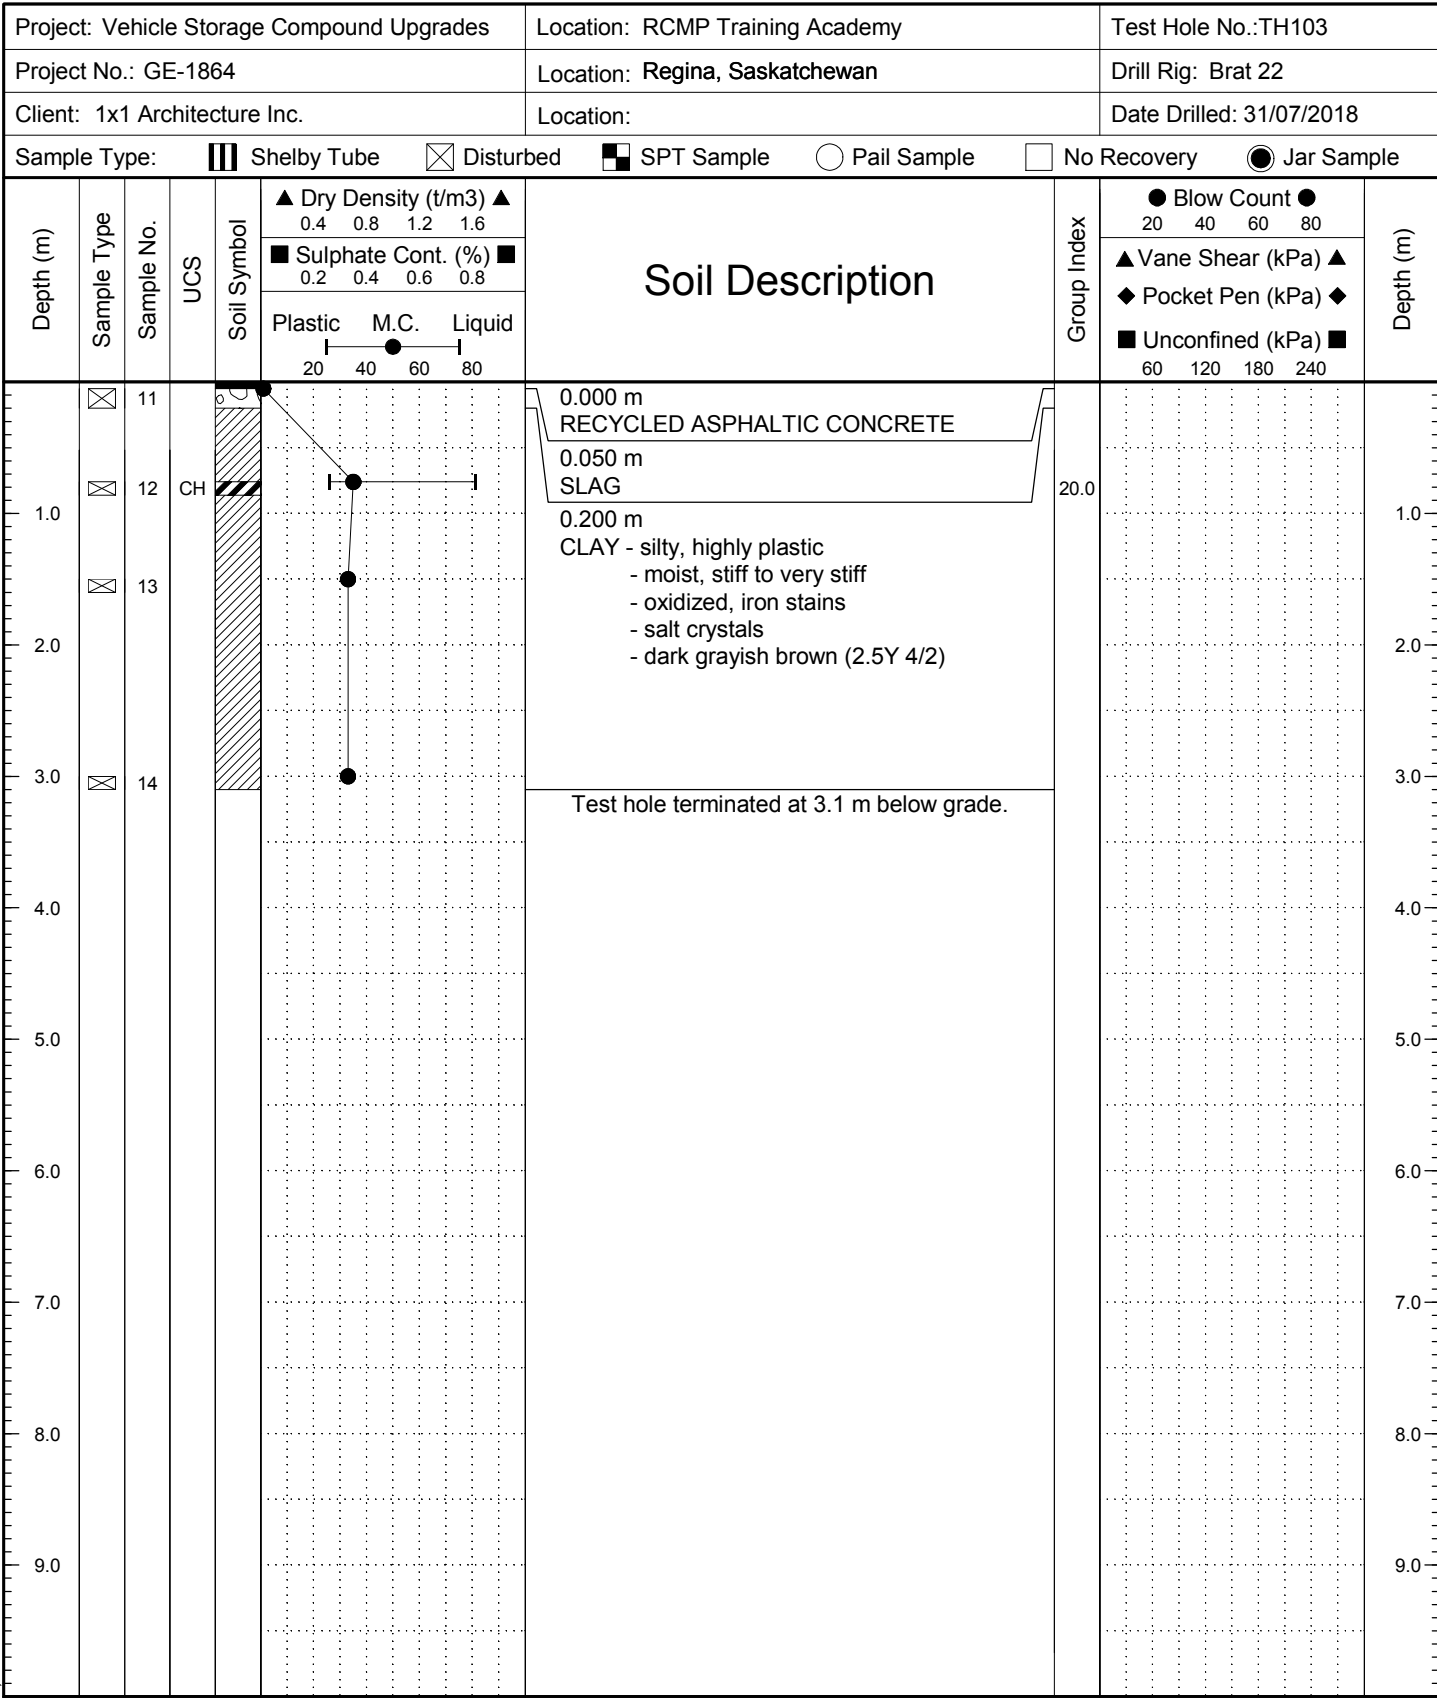 Project: Vehicle Storage Compound Upgrades
Location: RCMP Training Academy
Test Hole No.:TH103
Project No.: GE-1864
Location: Regina, Saskatchewan
Drill Rig: Brat 22
Client: 1x1 Architecture Inc.
Location:
Date Drilled: 31/07/2018
Sample Type: Shelby Tube Disturbed SPT Sample Pail Sample No Recovery Jar Sample
Depth (m)
Sample Type
Sample No.
UCS
Soil Symbol
Dry Density (t/m3)
0.4 0.8 1.2 1.6
Sulphate Cont. (%)
0.2 0.4 0.6 0.8
Plastic M.C. Liquid
20 40 60 80
Soil Description
Group Index
Blow Count
20 40 60 80
Vane Shear (kPa)
Pocket Pen (kPa)
Unconfined (kPa)
60 120 180 240
Depth (m)
11
0.000 m
RECYCLED ASPHALTIC CONCRETE
0.050 m
SLAG
12 CH 20.0
1.0 1.0
0.200 m
CLAY - silty, highly plastic
- moist, stiff to very stiff
13
- oxidized, iron stains
- salt crystals
2.0 2.0
- dark grayish brown (2.5Y 4/2)
3.0 3.0
14
Test hole terminated at 3.1 m below grade.
4.0 4.0
5.0 5.0
6.0 6.0
7.0 7.0
8.0 8.0
9.0 9.0